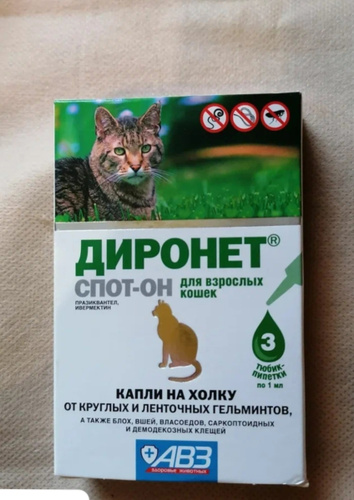 ДИРОНЕТ®
СПОТ-ОН
для взрослых
кошек
ПРАЗИКВАНТЕЛ,
ИВЕРМЕКТИН
3
тюбик-
пипетки
по 1 мл
КАПЛИ НА ХОЛКУ
ОТ КРУГЛЫХ И ЛЕНТОЧНЫХ ГЕЛЬМИНТОВ,
А ТАКЖЕ БЛОХ, ВШЕЙ, ВЛАСОЕДОВ, САРКОПТОИДНЫХ
И ДЕМОДЕКОЗНЫХ КЛЕЩЕЙ
АВЗ
здоровье животных!